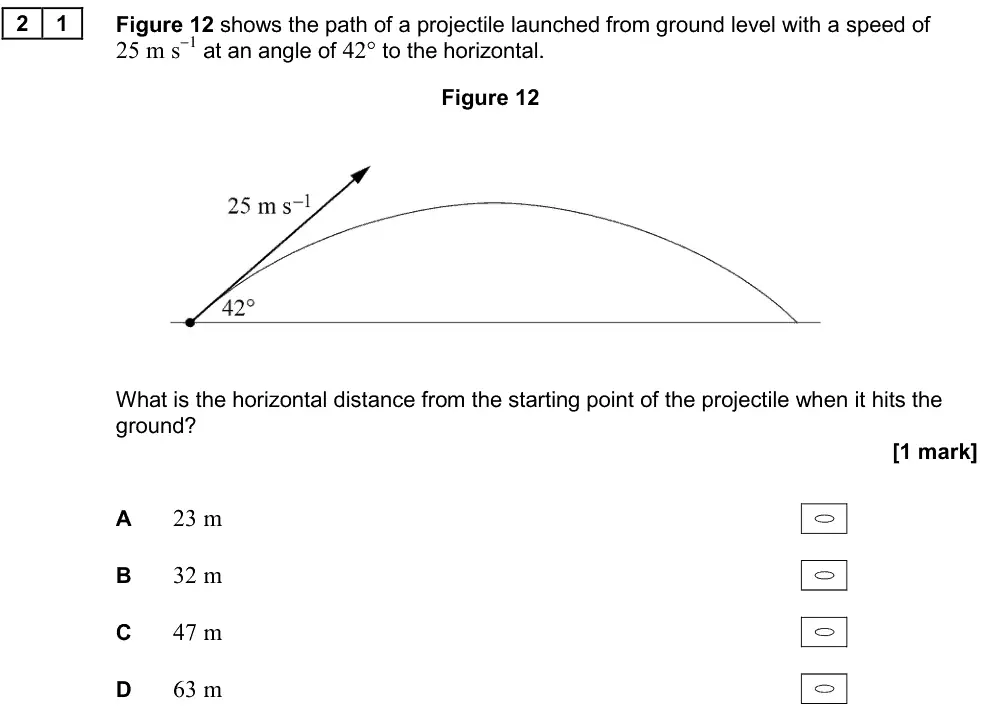 2 1
Figure 12 shows the path of a projectile launched from ground level with a speed of
25 m s⁻¹ at an angle of 42° to the horizontal.
Figure 12
25 m s⁻¹
42°
What is the horizontal distance from the starting point of the projectile when it hits the
ground?
[1 mark]
A 23 m
B 32 m
C 47 m
D 63 m